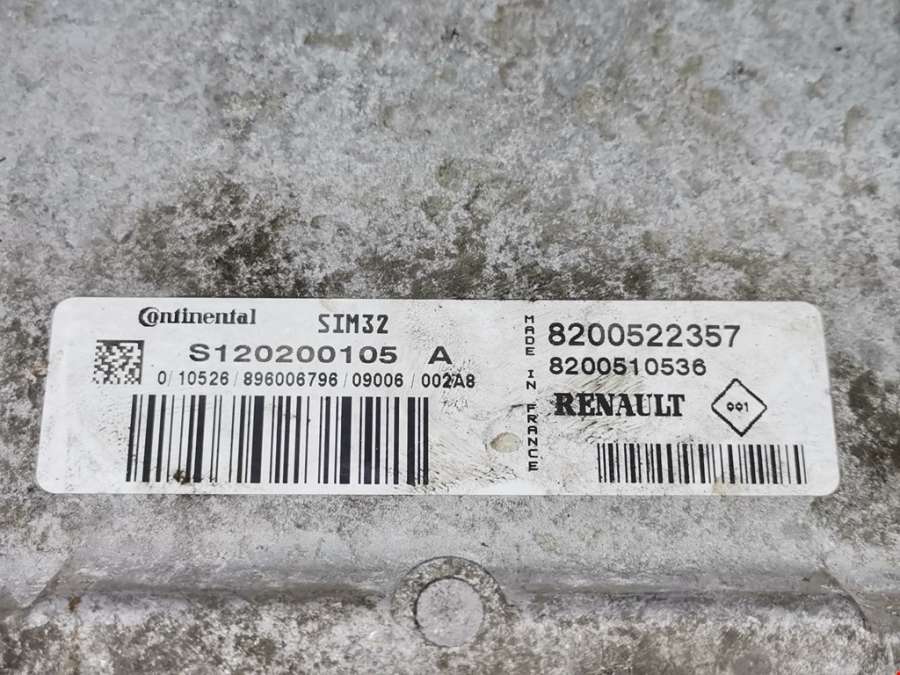 Continental SIM32
S120200105 A
0/10526/896006796/09006/002A8
MADE IN FRANCE
8200522357
8200510536
RENAULT 001